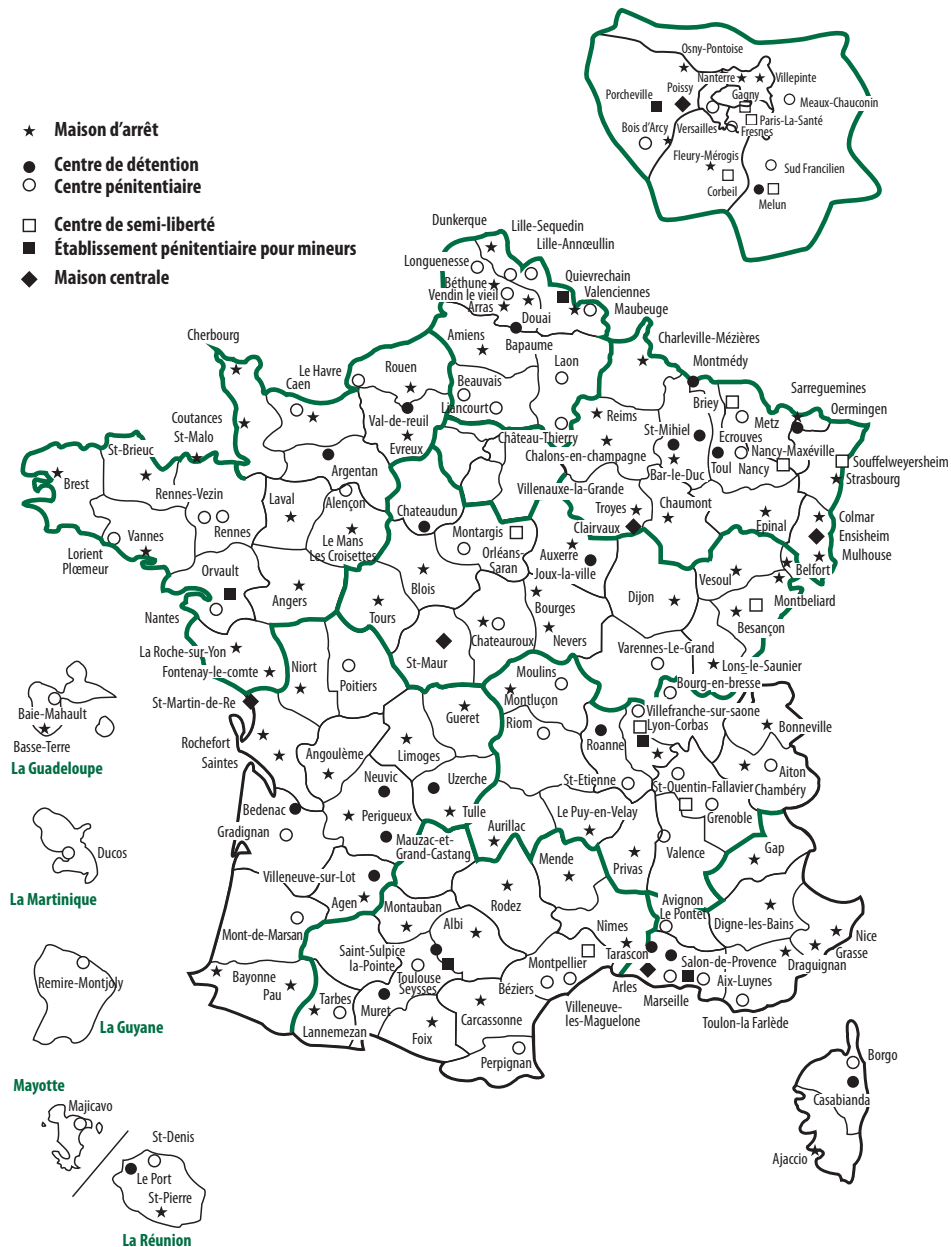 Osny-Pontoise
Nanterre
Villepinte
Porcheville
Poissy
Gagny
Meaux-Chauconin
Paris-La-Santé
Bois d'Arcy
Versailles
Fresnes
Fleury-Mérogis
Sud Francilien
Corbeil
Melun
Maison d'arrêt
Centre de détention
Centre pénitentiaire
Centre de semi-liberté
Établissement pénitentiaire pour mineurs
Maison centrale
Dunkerque
Lille-Sequedin
Lille-Annœullin
Longuenesse
Béthune
Quievrechain
Vendin le vieil
Valenciennes
Arras
Maubeuge
Douai
Cherbourg
Amiens
Bapaume
Charleville-Mézières
Montmédy
Le Havre
Caen
Rouen
Laon
Beauvais
Briey
Sarreguemines
Oermingen
Coutances
St-Malo
Val-de-reuil
Liancourt
Reims
Metz
St-Mihiel
Evreux
Château-Thierry
Ecrouves
St-Brieuc
Chalons-en-champagne
Nancy-Maxéville
Souffelweyersheim
Argentan
Bar-le-Duc
Toul
Nancy
Strasbourg
Brest
Rennes-Vezin
Laval
Alençon
Villenaux-la-Grande
Chateaudun
Troyes
Chaumont
Rennes
Montargis
Clairvaux
Epinal
Colmar
Vannes
Le Mans
Les Croisettes
Orléans-
Saran
Auxerre
Ensisheim
Lorient
Plœmeur
Joux-la-ville
Mulhouse
Orvault
Belfort
Vesoul
Angers
Blois
Bourges
Dijon
Montbeliard
Nantes
Tours
Besançon
Chateauroux
Nevers
La Roche-sur-Yon
Varennes-Le-Grand
Fontenay-le-comte
Niort
St-Maur
Lons-le-Saunier
Poitiers
Moulins
Bourg-en-bresse
St-Martin-de-Re
Montluçon
Baie-Mahault
Gueret
Villefranche-sur-saone
Riom
Lyon-Corbas
Bonneville
Basse-Terre
Rochefort
Roanne
Saintes
Angoulème
Limoges
La Guadeloupe
Neuvic
Uzerche
St-Etienne
Aiton
St-Quentin-Fallavier
Chambéry
Bedenac
Perigueux
Tulle
Le Puy-en-Velay
Grenoble
Gradignan
Aurillac
Mauzac-et-
Grand-Castang
Mende
Valence
Ducos
Privas
Gap
Villeneuve-sur-Lot
La Martinique
Agen
Rodez
Avignon
Le Pontet
Montauban
Albi
Digne-les-Bains
Mont-de-Marsan
Nîmes
Nice
Saint-Sulpice
la-Pointe
Tarascon
Grasse
Salon-de-Provence
Draguignan
Bayonne
Toulouse
Seysses
Montpellier
Remire-Montjoly
Pau
Béziers
Arles
Marseille
Aix-Luynes
Tarbes
Muret
Villeneuve-
les-Maguelone
Carcassonne
Toulon-la Farlède
La Guyane
Lannemezan
Foix
Perpignan
Borgo
Mayotte
Casabianda
Majicavo
St-Denis
Ajaccio
Le Port
St-Pierre
La Réunion